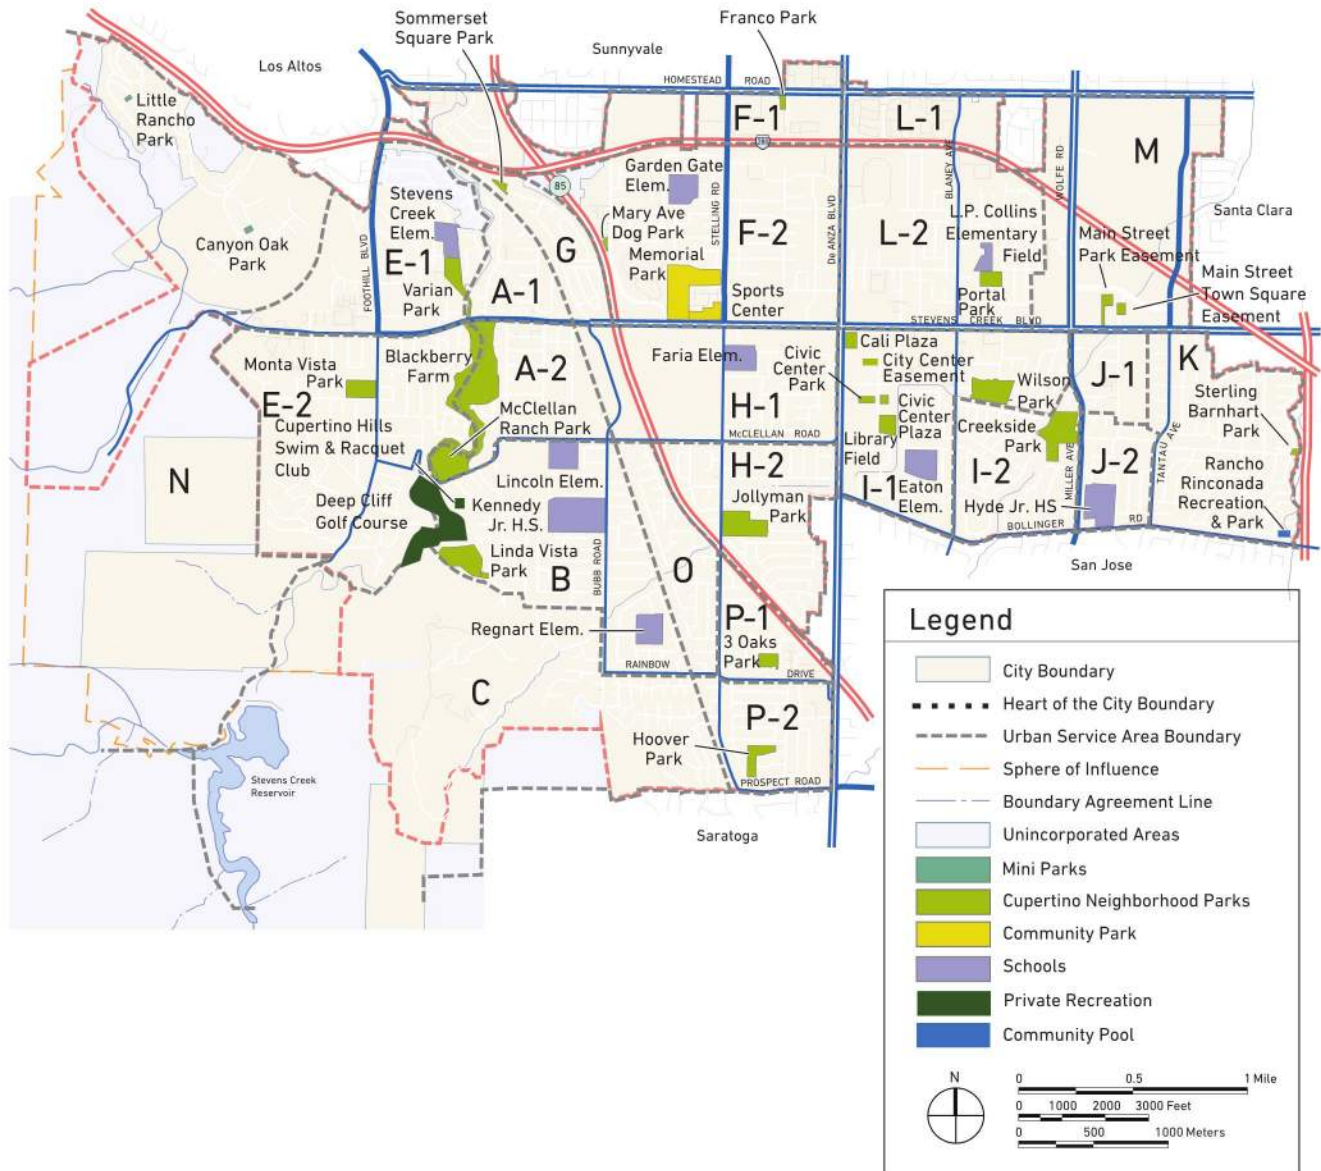 Sommerset
Square Park
Franco Park
Los Altos
Sunnyvale
HOMESTEAD ROAD
Little
Rancho
Park
F-1
L-1
280
M
Garden Gate
Elem.
85
Stevens
Creek
Elem.
STELLING RD
De ANZA BLVD
BLANEY AVE
WOLFE RD
Santa Clara
Mary Ave
Dog Park
L.P. Collins
Elementary
Field
Main Street
Park Easement
Canyon Oak
Park
FOOTHILL BLVD
E-1
G
F-2
L-2
Memorial
Park
Main Street
Town Square
Easement
Varian
Park
A-1
Sports
Center
Portal
Park
STEVENS CREEK BLVD
Monta Vista
Park
Blackberry
Farm
A-2
Faria Elem.
Civic
Center
Park
Cali Plaza
City Center
Easement
Wilson
Park
J-1
K
E-2
McClellan
Ranch Park
H-1
Civic
Center
Plaza
Sterling
Barnhart
Park
Cupertino Hills
Swim & Racquet
Club
McCLELLAN ROAD
Library
Field
Creekside
Park
MILLER AVE
TANTAU AVE
N
Lincoln Elem.
H-2
I-1
I-2
J-2
Rancho
Rinconada
Recreation
& Park
Deep Cliff
Golf Course
Kennedy
Jr. H.S.
Jollyman
Park
Eaton
Elem.
Hyde Jr. HS
BOLLINGER RD
Linda Vista
Park
B
BUBB ROAD
O
San Jose
Regnart Elem.
P-1
3 Oaks
Park
RAINBOW DRIVE
C
P-2
Hoover
Park
PROSPECT ROAD
Stevens Creek
Reservoir
Saratoga
Legend
City Boundary
Heart of the City Boundary
Urban Service Area Boundary
Sphere of Influence
Boundary Agreement Line
Unincorporated Areas
Mini Parks
Cupertino Neighborhood Parks
Community Park
Schools
Private Recreation
Community Pool
N
0 0.5 1 Mile
0 1000 2000 3000 Feet
0 500 1000 Meters